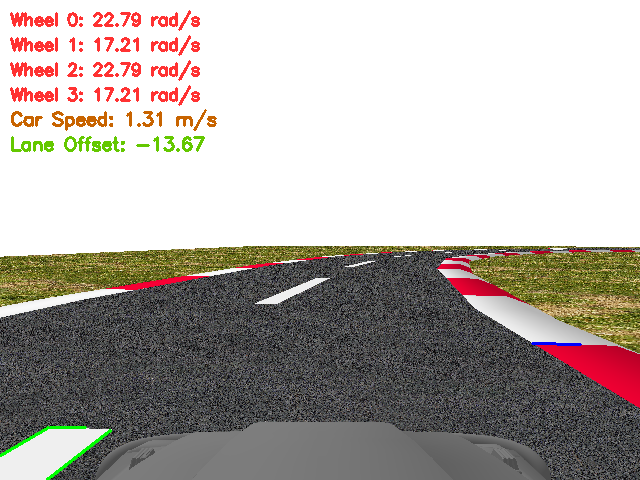 Wheel 0: 22.79 rad/s
Wheel 1: 17.21 rad/s
Wheel 2: 22.79 rad/s
Wheel 3: 17.21 rad/s
Car Speed: 1.31 m/s
Lane Offset: -13.67